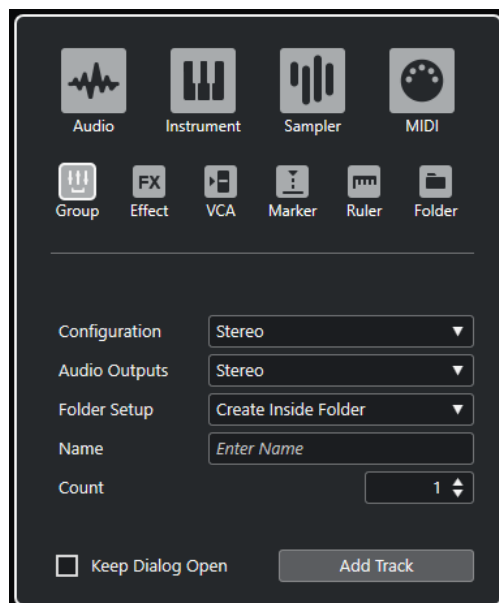 Audio Instrument Sampler MIDI
FX
Group Effect VCA Marker Ruler Folder
Configuration Stereo
Audio Outputs Stereo
Folder Setup Create Inside Folder
Name Enter Name
Count 1
Keep Dialog Open Add Track